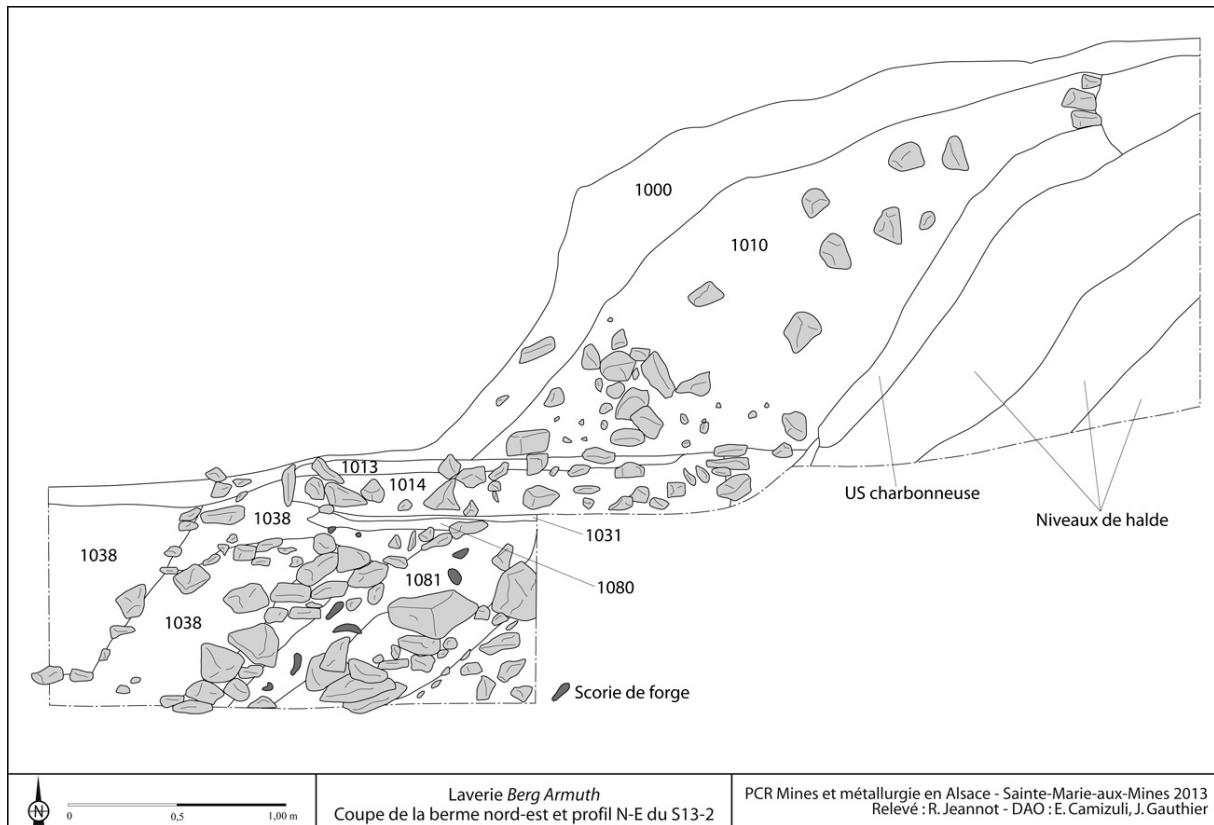 1000
1010
1013
1014
1038
1031
1038
1080
1081
1038
US charbonneuse
Niveaux de halde
Scorie de forge
N
0
0,5
1,00 m
Laverie Berg Armuth
Coupe de la berme nord-est et profil N-E du S13-2
PCR Mines et métallurgie en Alsace - Sainte-Marie-aux-Mines 2013
Relevé : R. Jeannot - DAO : E. Camizuli, J. Gauthier